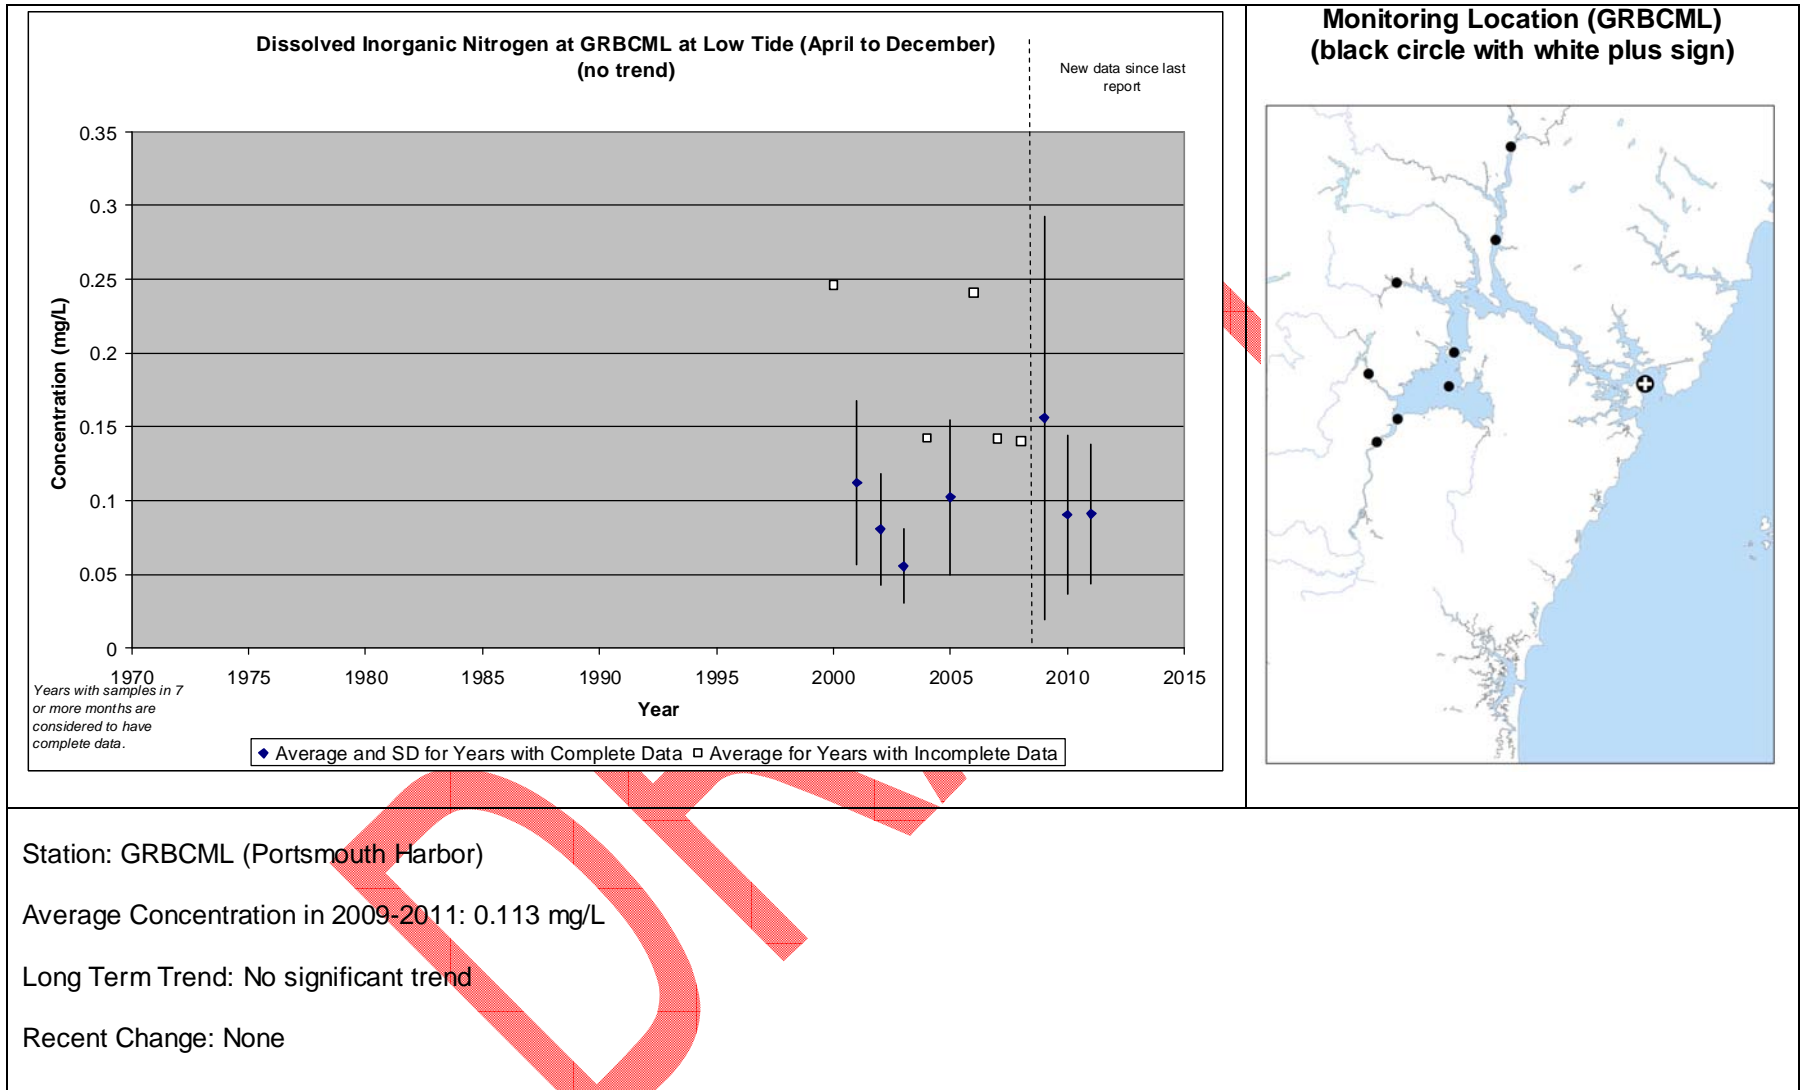 Dissolved Inorganic Nitrogen at GRBCML at Low Tide (April to December)
(no trend)
New data since last
report
0.35
0.3
0.25
0.2
0.15
0.1
0.05
0
Concentration (mg/L)
1970 1975 1980 1985 1990 1995 2000 2005 2010 2015
Year
Years with samples in 7
or more months are
considered to have
complete data.
Average and SD for Years with Complete Data Average for Years with Incomplete Data
Monitoring Location (GRBCML)
(black circle with white plus sign)
Station: GRBCML (Portsmouth Harbor)
Average Concentration in 2009-2011: 0.113 mg/L
Long Term Trend: No significant trend
Recent Change: None